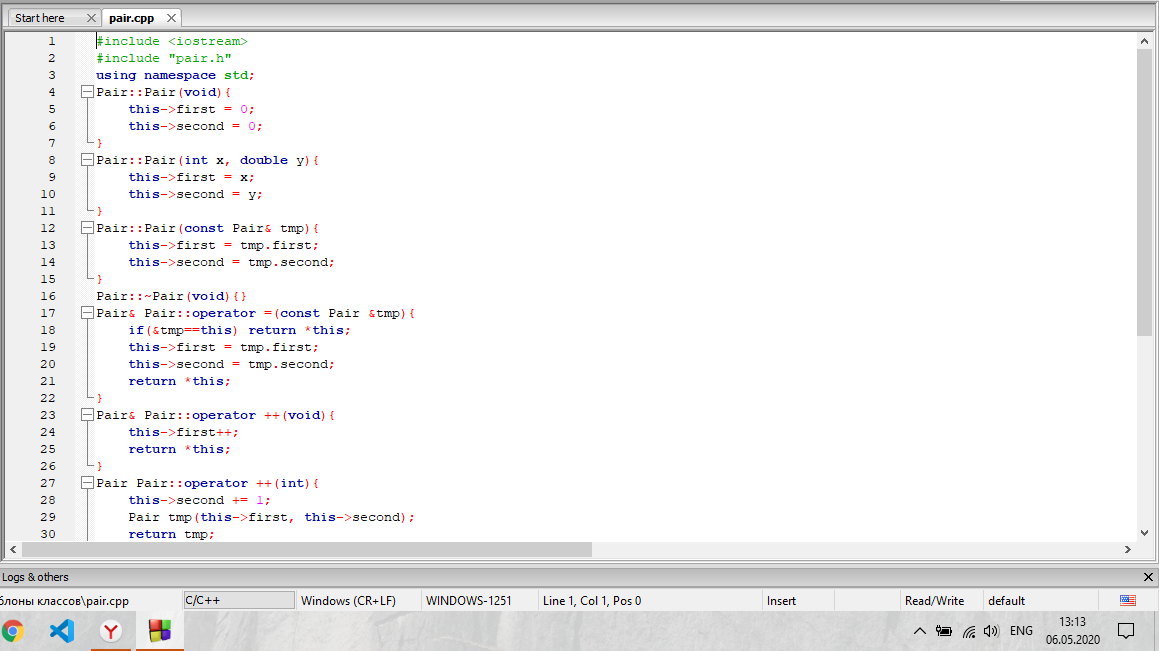 Start here
pair.cpp
1 #include <iostream>
2 #include "pair.h"
3 using namespace std;
4 Pair::Pair(void){
5 this->first = 0;
6 this->second = 0;
7 }
8 Pair::Pair(int x, double y){
9 this->first = x;
10 this->second = y;
11 }
12 Pair::Pair(const Pair& tmp){
13 this->first = tmp.first;
14 this->second = tmp.second;
15 }
16 Pair::~Pair(void){}
17 Pair& Pair::operator =(const Pair &tmp){
18 if(&tmp==this) return *this;
19 this->first = tmp.first;
20 this->second = tmp.second;
21 return *this;
22 }
23 Pair& Pair::operator ++(void){
24 this->first++;
25 return *this;
26 }
27 Pair Pair::operator ++(int){
28 this->second += 1;
29 Pair tmp(this->first, this->second);
30 return tmp;
Logs & others
блоны классов\pair.cpp C/C++ Windows (CR+LF) WINDOWS-1251 Line 1, Col 1, Pos 0 Insert Read/Write default
ENG
13:13
06.05.2020